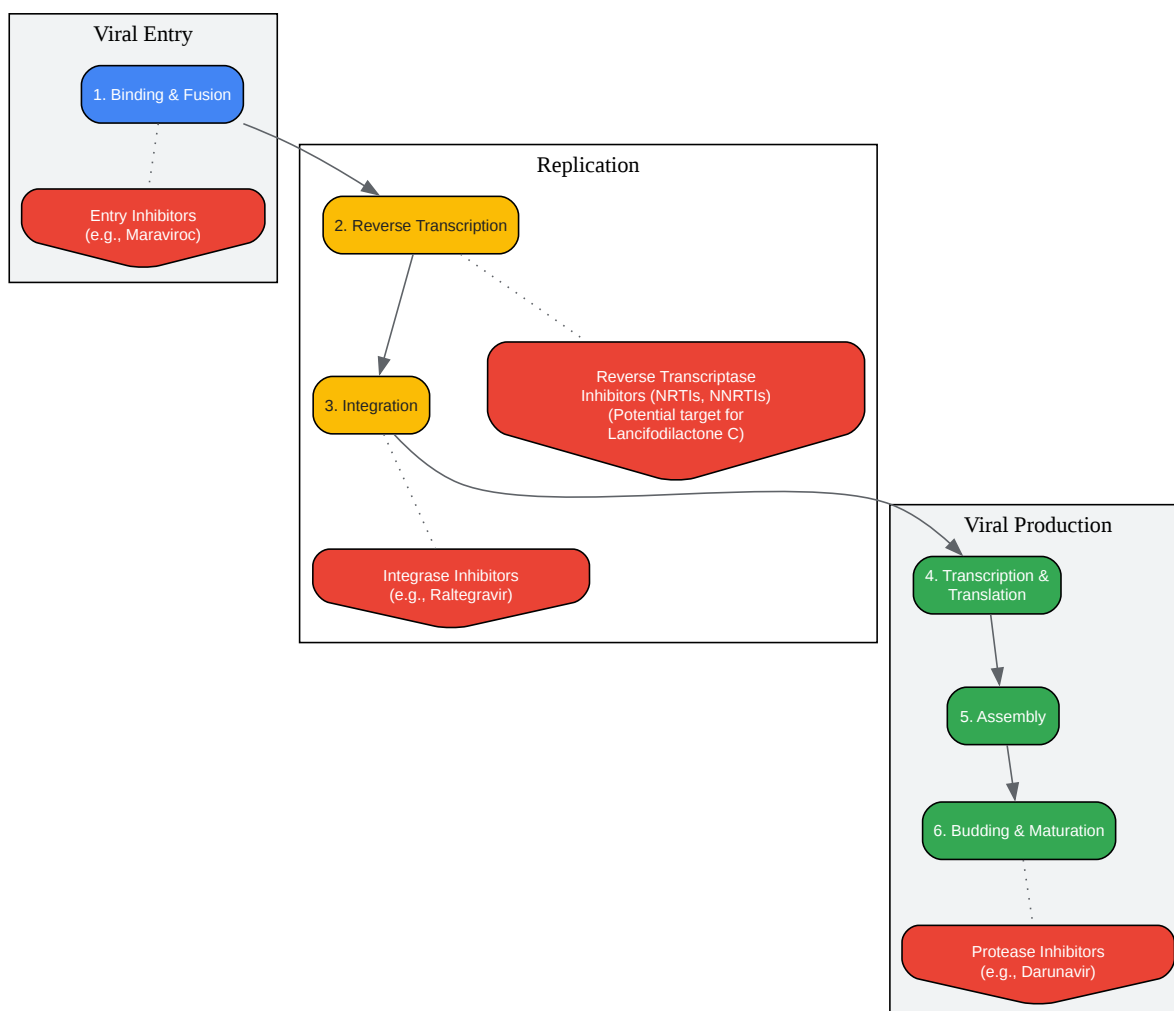 Viral Entry
1. Binding & Fusion
Entry Inhibitors
(e.g., Maraviroc)
Replication
2. Reverse Transcription
Reverse Transcriptase
Inhibitors (NRTIs, NNRTIs)
(Potential target for
Lancifodilactone C)
3. Integration
Integrase Inhibitors
(e.g., Raltegravir)
Viral Production
4. Transcription &
Translation
5. Assembly
6. Budding & Maturation
Protease Inhibitors
(e.g., Darunavir)